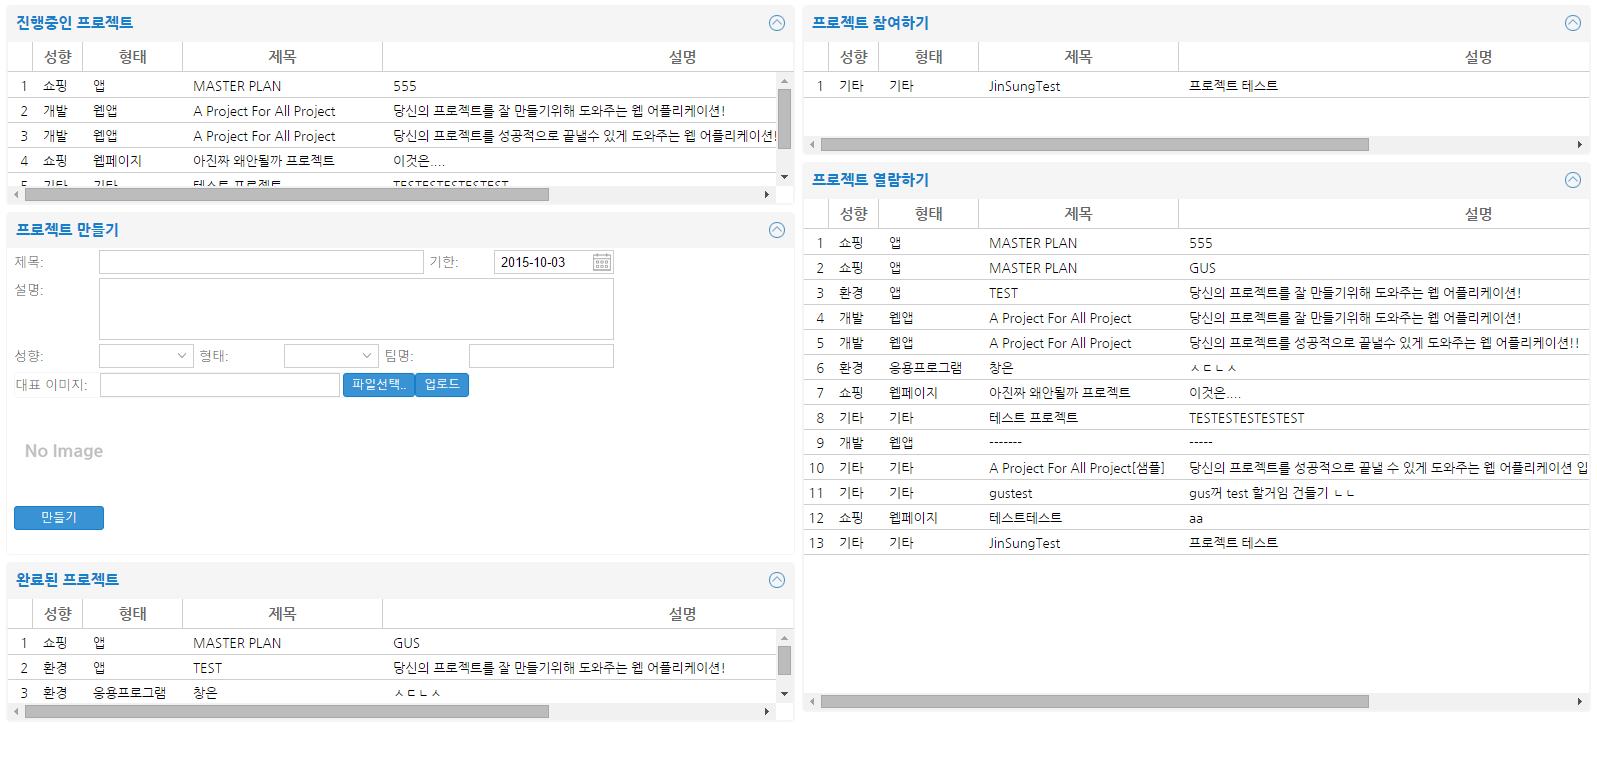 진행중인 프로젝트
성향 형태 제목 설명
1 쇼핑 앱 MASTER PLAN 555
2 개발 웹앱 A Project For All Project 당신의 프로젝트를 잘 만들기위해 도와주는 웹 어플리케이션!
3 개발 웹앱 A Project For All Project 당신의 프로젝트를 성공적으로 끝낼수 있게 도와주는 웹 어플리케이션!
4 쇼핑 웹페이지 아진짜 왜안될까 프로젝트 이것은....
5 기타 기타 테스트 프로젝트 TESTESTESTESTEST
프로젝트 만들기
제목: 기한: 2015-10-03
설명:
성향: 형태: 팀명:
대표 이미지: 파일선택.. 업로드
No Image
만들기
완료된 프로젝트
성향 형태 제목 설명
1 쇼핑 앱 MASTER PLAN GUS
2 환경 앱 TEST 당신의 프로젝트를 잘 만들기위해 도와주는 웹 어플리케이션!
3 환경 응용프로그램 창은 ㅅㄷㄴㅅ
프로젝트 참여하기
성향 형태 제목 설명
1 기타 기타 JinSungTest 프로젝트 테스트
프로젝트 열람하기
성향 형태 제목 설명
1 쇼핑 앱 MASTER PLAN 555
2 쇼핑 앱 MASTER PLAN GUS
3 환경 앱 TEST 당신의 프로젝트를 잘 만들기위해 도와주는 웹 어플리케이션!
4 개발 웹앱 A Project For All Project 당신의 프로젝트를 잘 만들기위해 도와주는 웹 어플리케이션!
5 개발 웹앱 A Project For All Project 당신의 프로젝트를 성공적으로 끝낼수 있게 도와주는 웹 어플리케이션!!
6 환경 응용프로그램 창은 ㅅㄷㄴㅅ
7 쇼핑 웹페이지 아진짜 왜안될까 프로젝트 이것은....
8 기타 기타 테스트 프로젝트 TESTESTESTESTEST
9 개발 웹앱 ------- -----
10 기타 기타 A Project For All Project[샘플] 당신의 프로젝트를 성공적으로 끝낼 수 있게 도와주는 웹 어플리케이션 입
11 기타 기타 gustest gus꺼 test 할거임 건들기 ㄴㄴ
12 쇼핑 웹페이지 테스트테스트 aa
13 기타 기타 JinSungTest 프로젝트 테스트